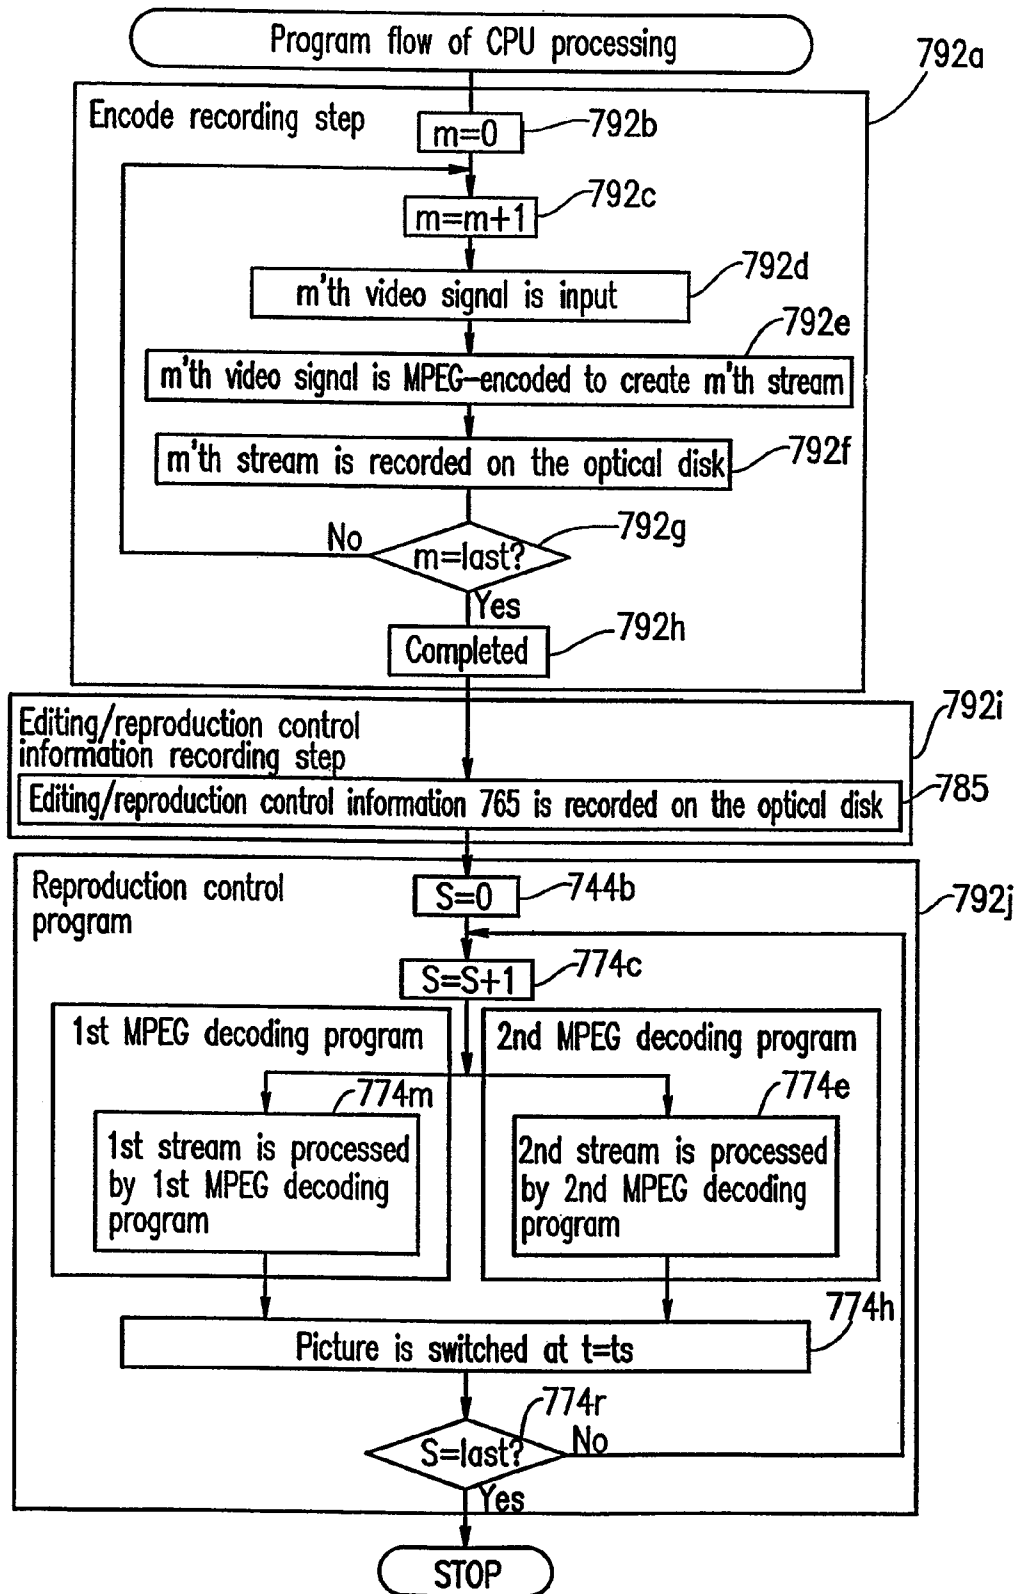 Program flow of CPU processing
792a
Encode recording step
m=0
792b
m=m+1
792c
m'th video signal is input
792d
792e
m'th video signal is MPEG-encoded to create m'th stream
m'th stream is recorded on the optical disk
792f
m=last?
792g
No
Yes
Completed
792h
792i
Editing/reproduction control
information recording step
Editing/reproduction control information 765 is recorded on the optical disk
785
Reproduction control
program
S=0
744b
792j
S=S+1
774c
1st MPEG decoding program
2nd MPEG decoding program
774m
774e
1st stream is processed
by 1st MPEG decoding
program
2nd stream is processed
by 2nd MPEG decoding
program
774h
Picture is switched at t=ts
774r
S=last?
No
Yes
STOP